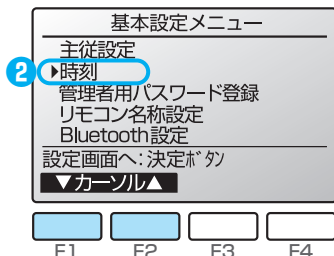 基本設定メニュー
主従設定
2 ▶時刻
管理者用パスワード登録
リモコン名称設定
Bluetooth設定
設定画面へ:決定ﾎﾞﾀﾝ
▼カーソル▲
F1 F2 F3 F4